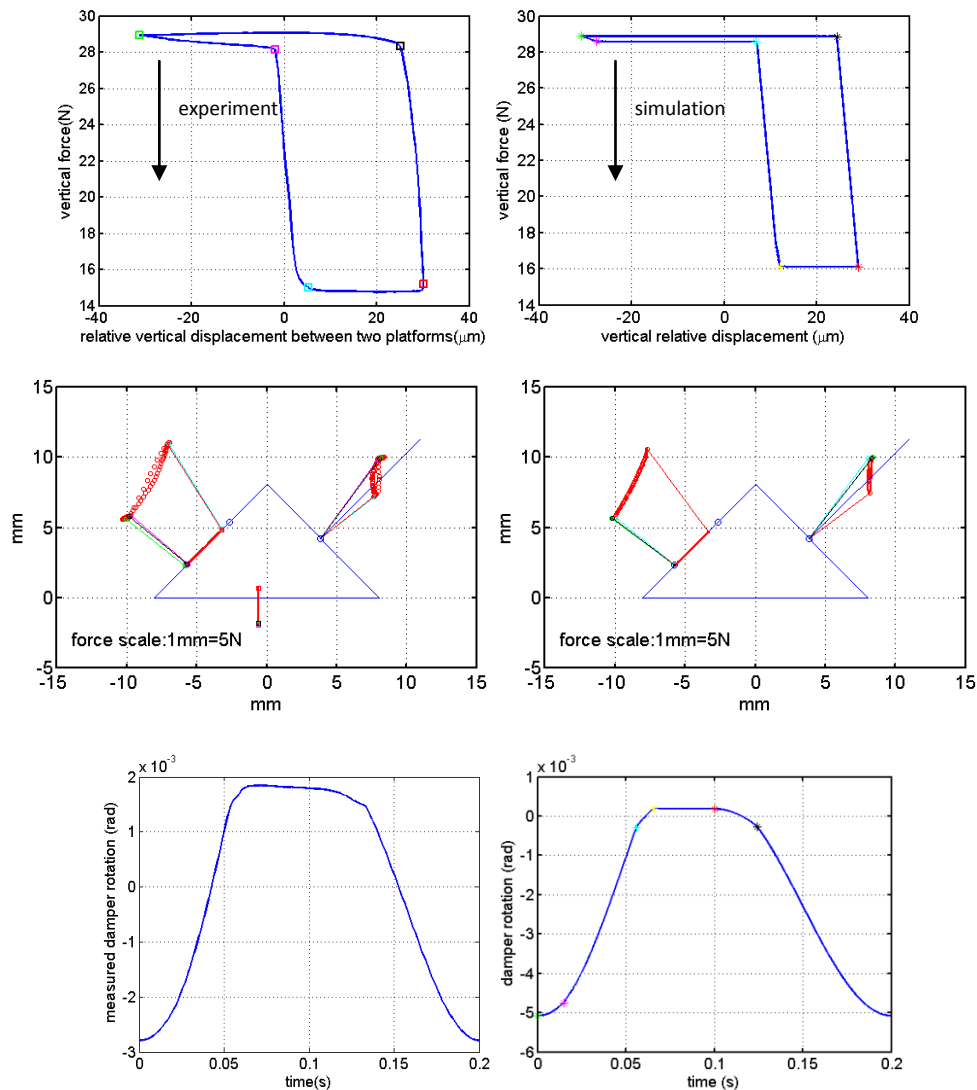 30
28
26
24
22
20
18
16
14
-40 -20 0 20 40
vertical force(N)
experiment
relative vertical displacement between two platforms(μm)
30
28
26
24
22
20
18
16
14
-40 -20 0 20 40
vertical force (N)
simulation
vertical relative displacement (μm)
15
10
5
0
-5
-15 -10 -5 0 5 10 15
mm
force scale:1mm=5N
mm
15
10
5
0
-5
-15 -10 -5 0 5 10 15
mm
force scale:1mm=5N
mm
x 10-3
2
1
0
-1
-2
-3
0 0.05 0.1 0.15 0.2
measured damper rotation (rad)
time(s)
x 10-3
1
0
-1
-2
-3
-4
-5
-6
0 0.05 0.1 0.15 0.2
damper rotation (rad)
time (s)